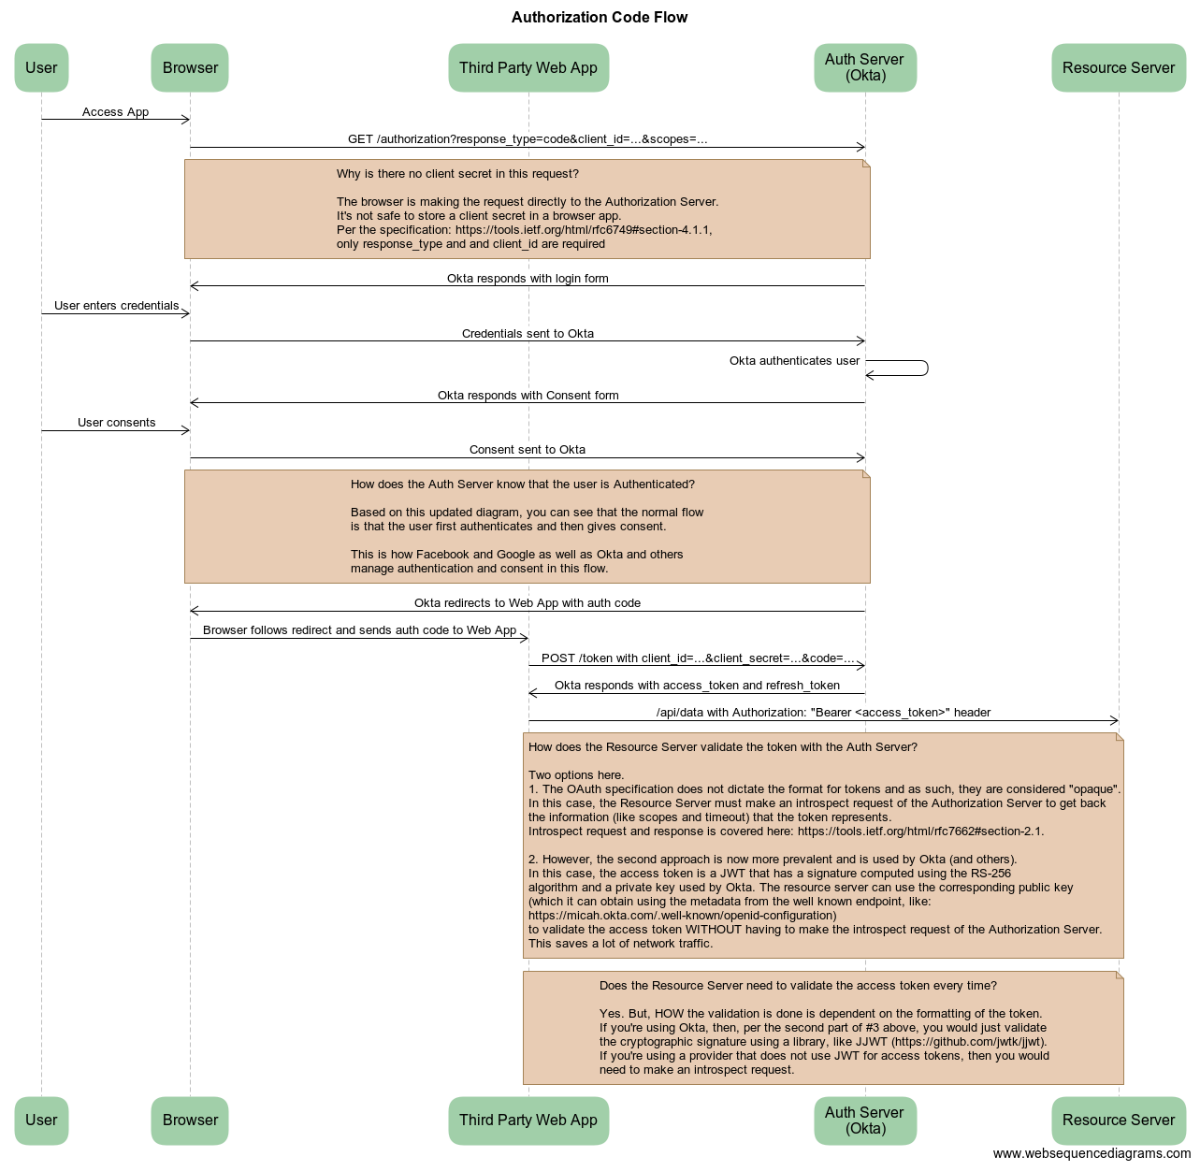 Authorization Code Flow
User
Browser
Third Party Web App
Auth Server
(Okta)
Resource Server
Access App
GET /authorization?response_type=code&client_id=...&scopes=...
Why is there no client secret in this request?
The browser is making the request directly to the Authorization Server.
It's not safe to store a client secret in a browser app.
Per the specification: https://tools.ietf.org/html/rfc6749#section-4.1.1,
only response_type and and client_id are required
Okta responds with login form
User enters credentials
Credentials sent to Okta
Okta authenticates user
Okta responds with Consent form
User consents
Consent sent to Okta
How does the Auth Server know that the user is Authenticated?
Based on this updated diagram, you can see that the normal flow
is that the user first authenticates and then gives consent.
This is how Facebook and Google as well as Okta and others
manage authentication and consent in this flow.
Okta redirects to Web App with auth code
Browser follows redirect and sends auth code to Web App
POST /token with client_id=...&client_secret=...&code=...
Okta responds with access_token and refresh_token
/api/data with Authorization: "Bearer <access_token>" header
How does the Resource Server validate the token with the Auth Server?
Two options here.
1. The OAuth specification does not dictate the format for tokens and as such, they are considered "opaque".
In this case, the Resource Server must make an introspect request of the Authorization Server to get back
the information (like scopes and timeout) that the token represents.
Introspect request and response is covered here: https://tools.ietf.org/html/rfc7662#section-2.1.
2. However, the second approach is now more prevalent and is used by Okta (and others).
In this case, the access token is a JWT that has a signature computed using the RS-256
algorithm and a private key used by Okta. The resource server can use the corresponding public key
(which it can obtain using the metadata from the well known endpoint, like:
https://micah.okta.com/.well-known/openid-configuration)
to validate the access token WITHOUT having to make the introspect request of the Authorization Server.
This saves a lot of network traffic.
Does the Resource Server need to validate the access token every time?
Yes. But, HOW the validation is done is dependent on the formatting of the token.
If you're using Okta, then, per the second part of #3 above, you would just validate
the cryptographic signature using a library, like JJWT (https://github.com/jwtk/jjwt).
If you're using a provider that does not use JWT for access tokens, then you would
need to make an introspect request.
User
Browser
Third Party Web App
Auth Server
(Okta)
Resource Server
www.websequencediagrams.com